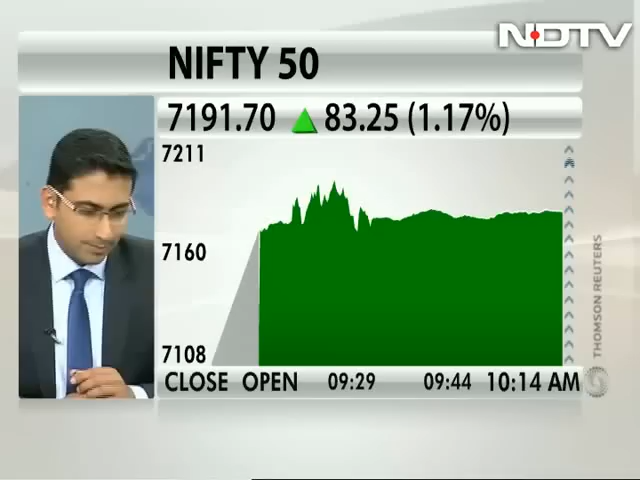 NDTV
NIFTY 50
7191.70 ▲ 83.25 (1.17%)
7211
7160
7108
CLOSE OPEN 09:29 09:44 10:14 AM
THOMSON REUTERS